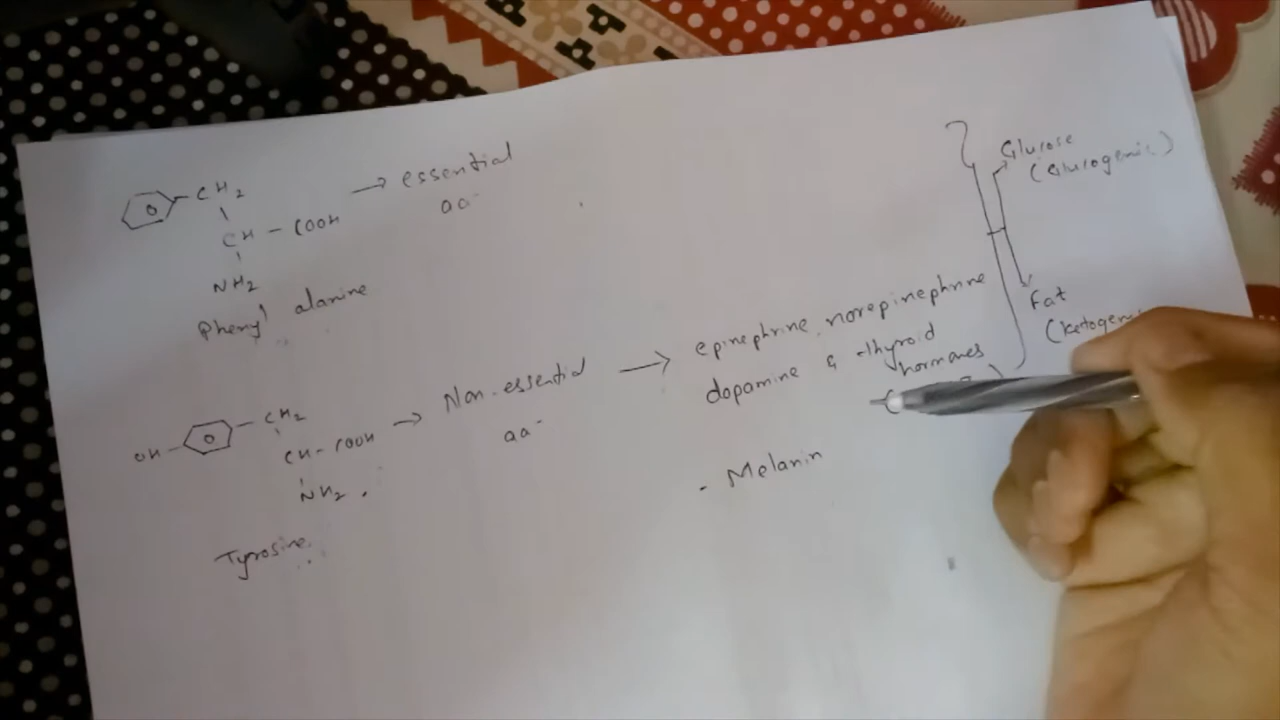 CH2 → essential
aa-
CH - COOH
NH2
Phenyl alanine
OH CH2 → Non-essential → epinephrine, norepinephrine
aa- dopamine & thyroid
hormones
CH - COOH
NH2
Tyrosine
- Melanin
Glucose
(Glucogenic)
Fat
(Ketogeni